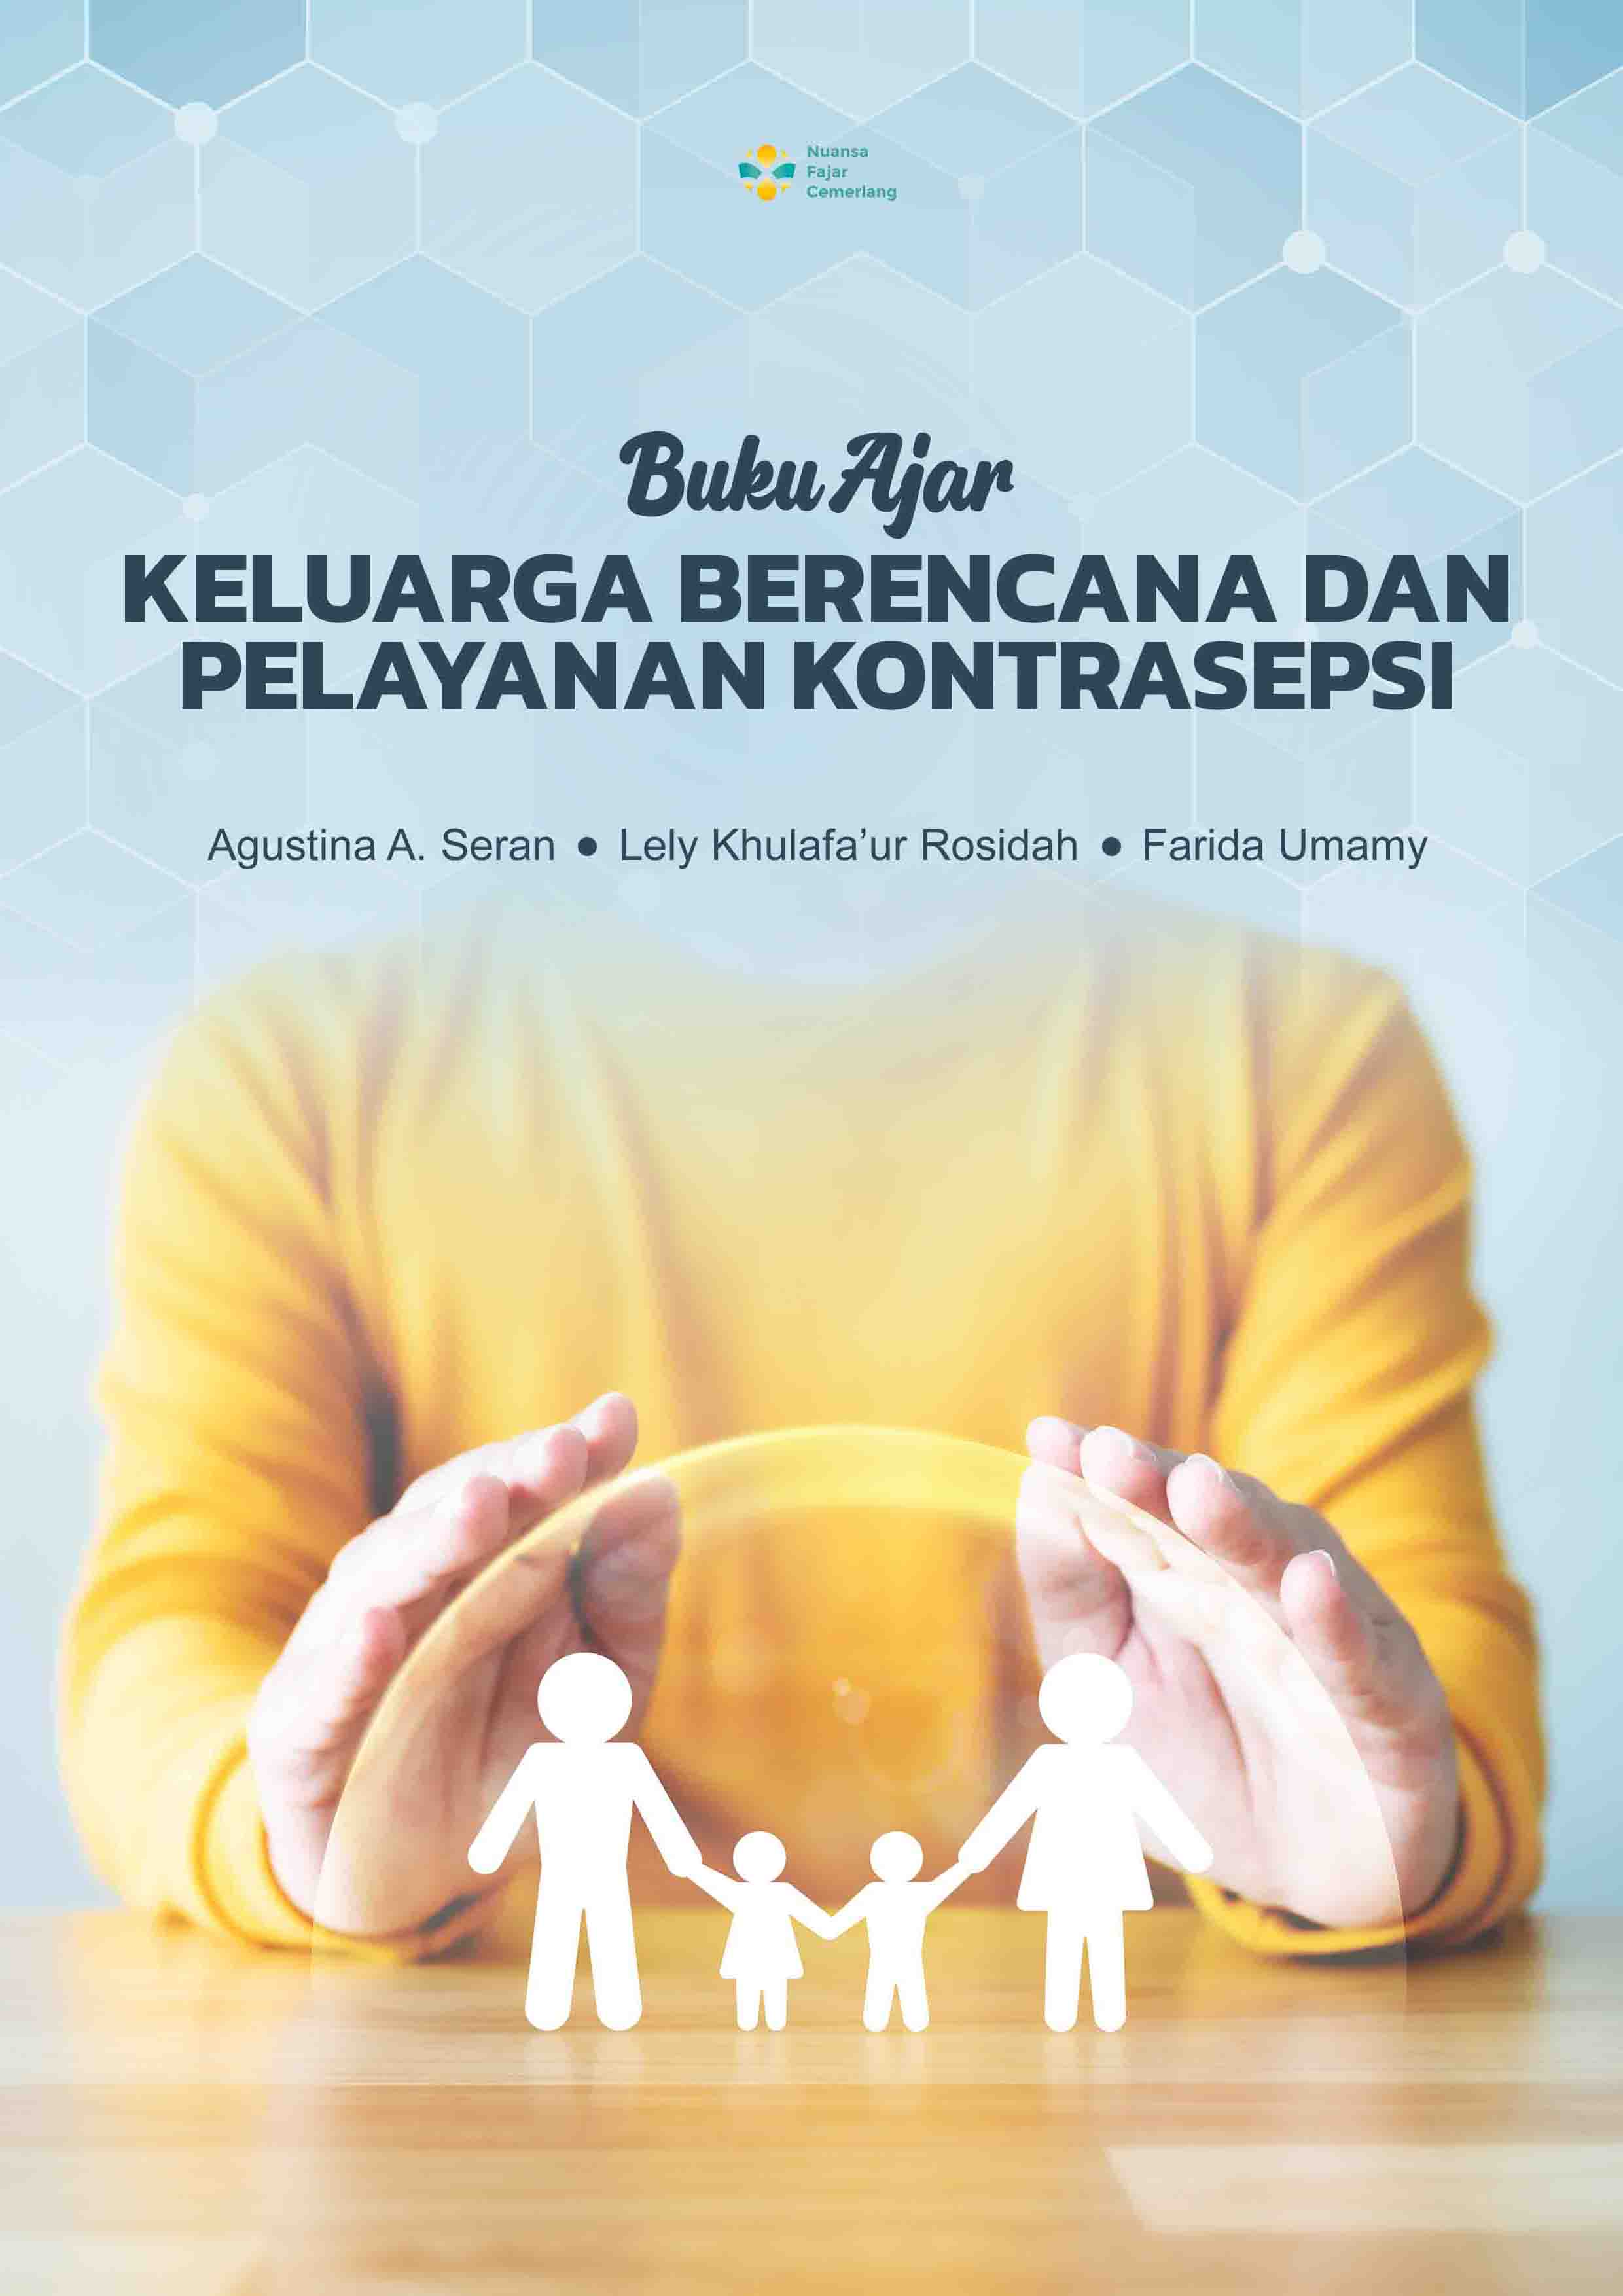 Nuansa
Fajar
Cemerlang
Buku Ajar
KELUARGA BERENCANA DAN
PELAYANAN KONTRASEPSI
Agustina A. Seran ● Lely Khulafa’ur Rosidah ● Farida Umamy